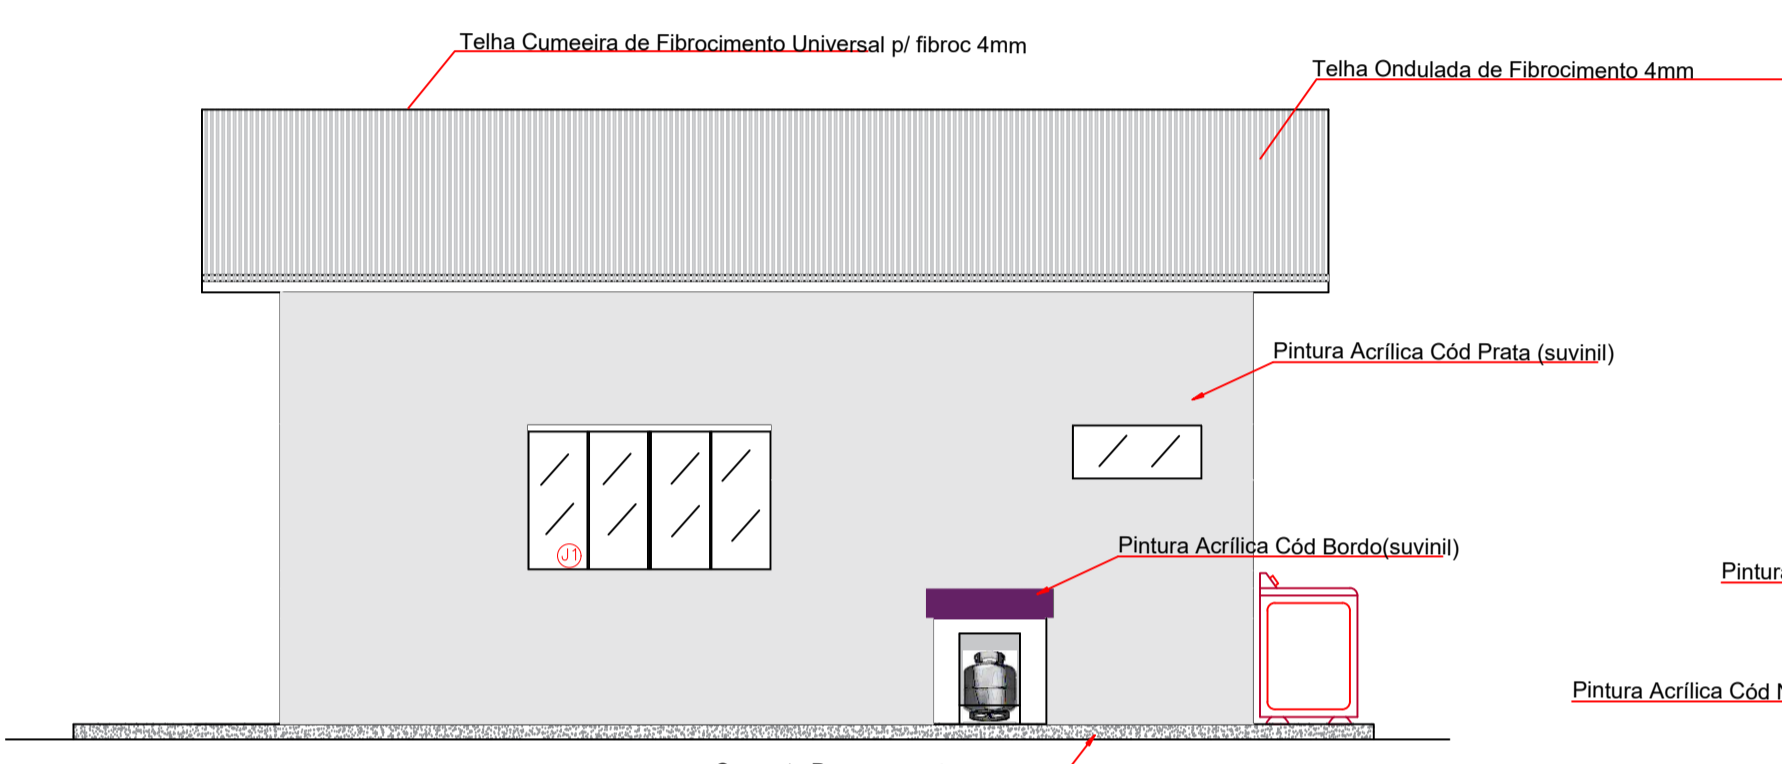 Telha Cumeeira de Fibrocimento Universal p/ fibroc 4mm
Telha Ondulada de Fibrocimento 4mm
Pintura Acrílica Cód Prata (suvinil)
Pintura Acrílica Cód Bordo(suvinil)
J1
Pintura
Pintura Acrílica Cód